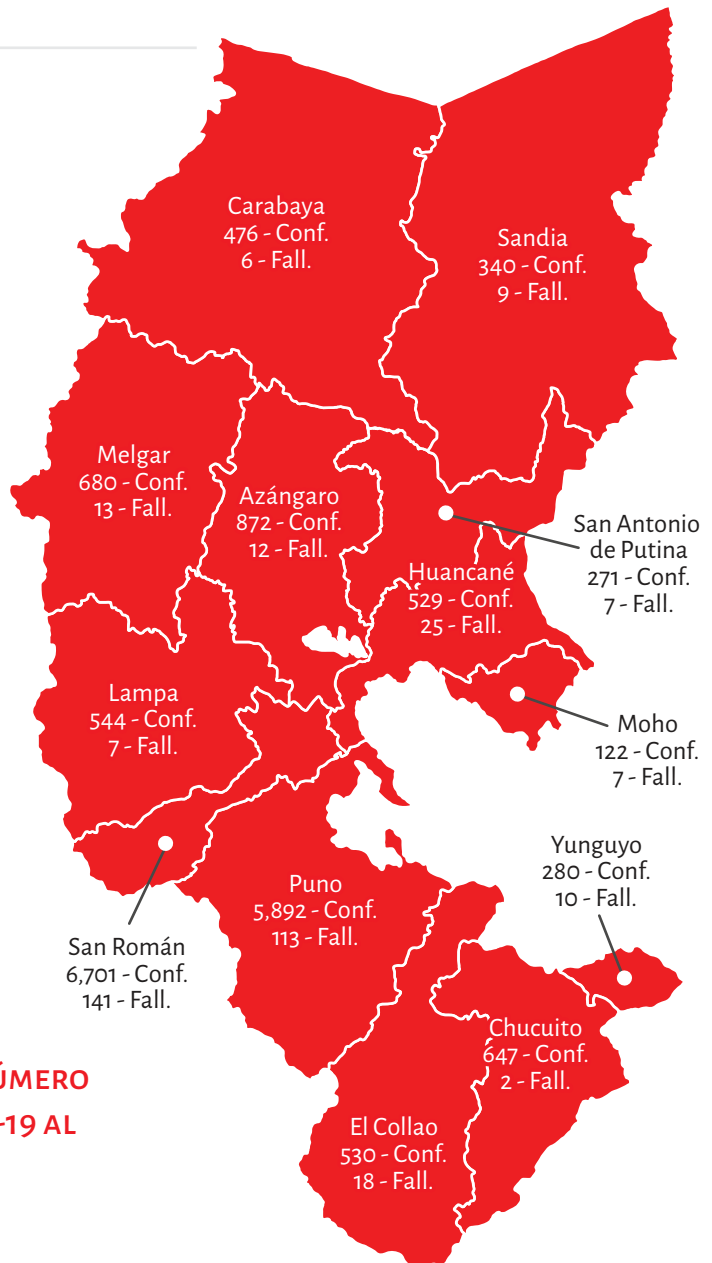 Carabaya
476 - Conf.
6 - Fall.
Sandia
340 - Conf.
9 - Fall.
Melgar
680 - Conf.
13 - Fall.
Azángaro
872 - Conf.
12 - Fall.
San Antonio
de Putina
271 - Conf.
7 - Fall.
Huancané
529 - Conf.
25 - Fall.
Lampa
544 - Conf.
7 - Fall.
Moho
122 - Conf.
7 - Fall.
Yunguyo
280 - Conf.
10 - Fall.
Puno
5,892 - Conf.
113 - Fall.
San Román
6,701 - Conf.
141 - Fall.
Chucuito
647 - Conf.
2 - Fall.
El Collao
530 - Conf.
18 - Fall.
ÚMERO
-19 AL